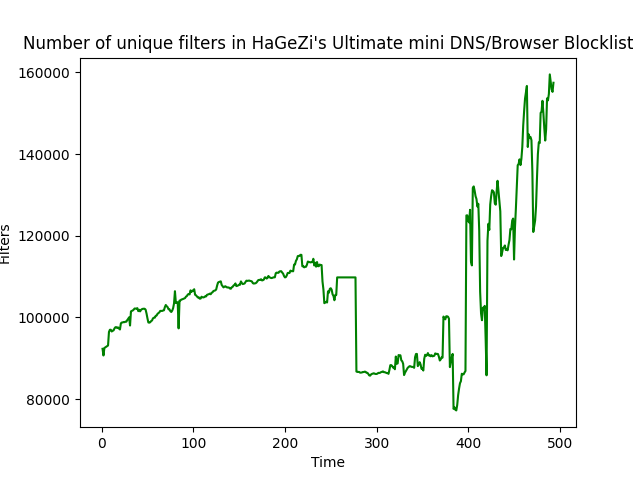 Number of unique filters in HaGeZi's Ultimate mini DNS/Browser Blocklist
160000
140000
120000
100000
80000
Filters
0 100 200 300 400 500
Time